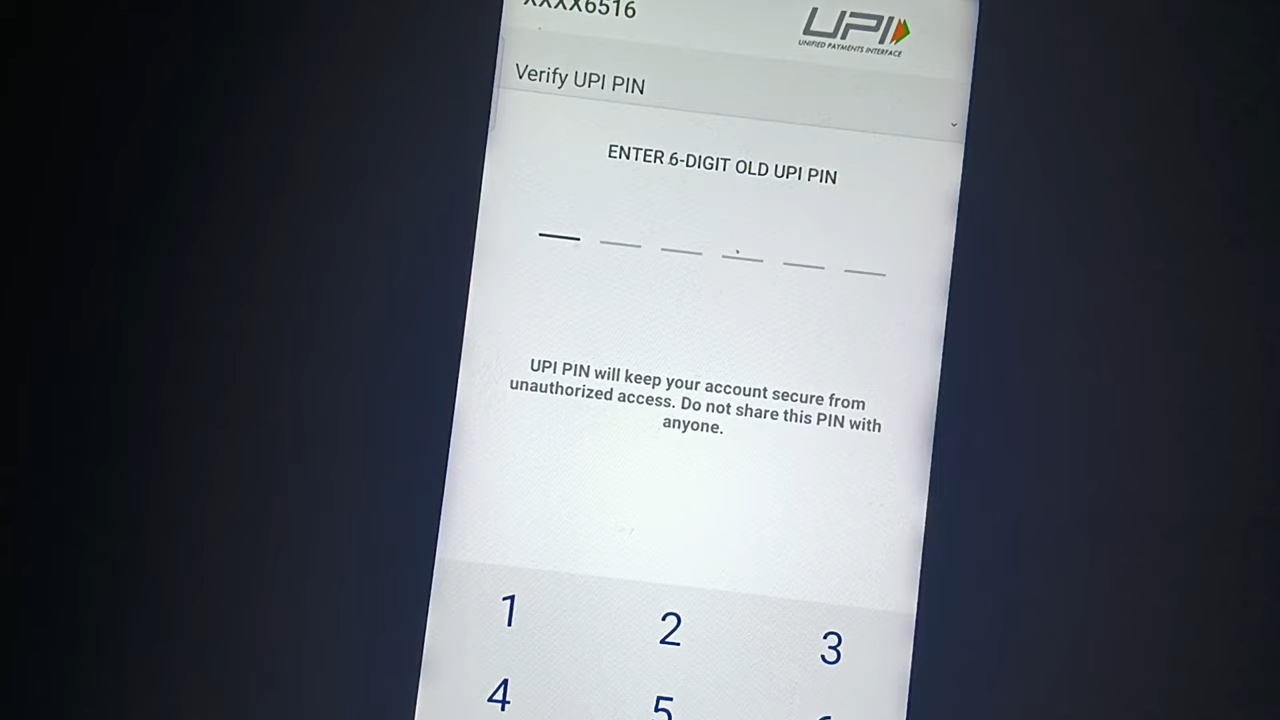 XXXX6516
UPI
UNIFIED PAYMENTS INTERFACE
Verify UPI PIN
ENTER 6-DIGIT OLD UPI PIN
UPI PIN will keep your account secure from
unauthorized access. Do not share this PIN with
anyone.
1 2 3
4 5